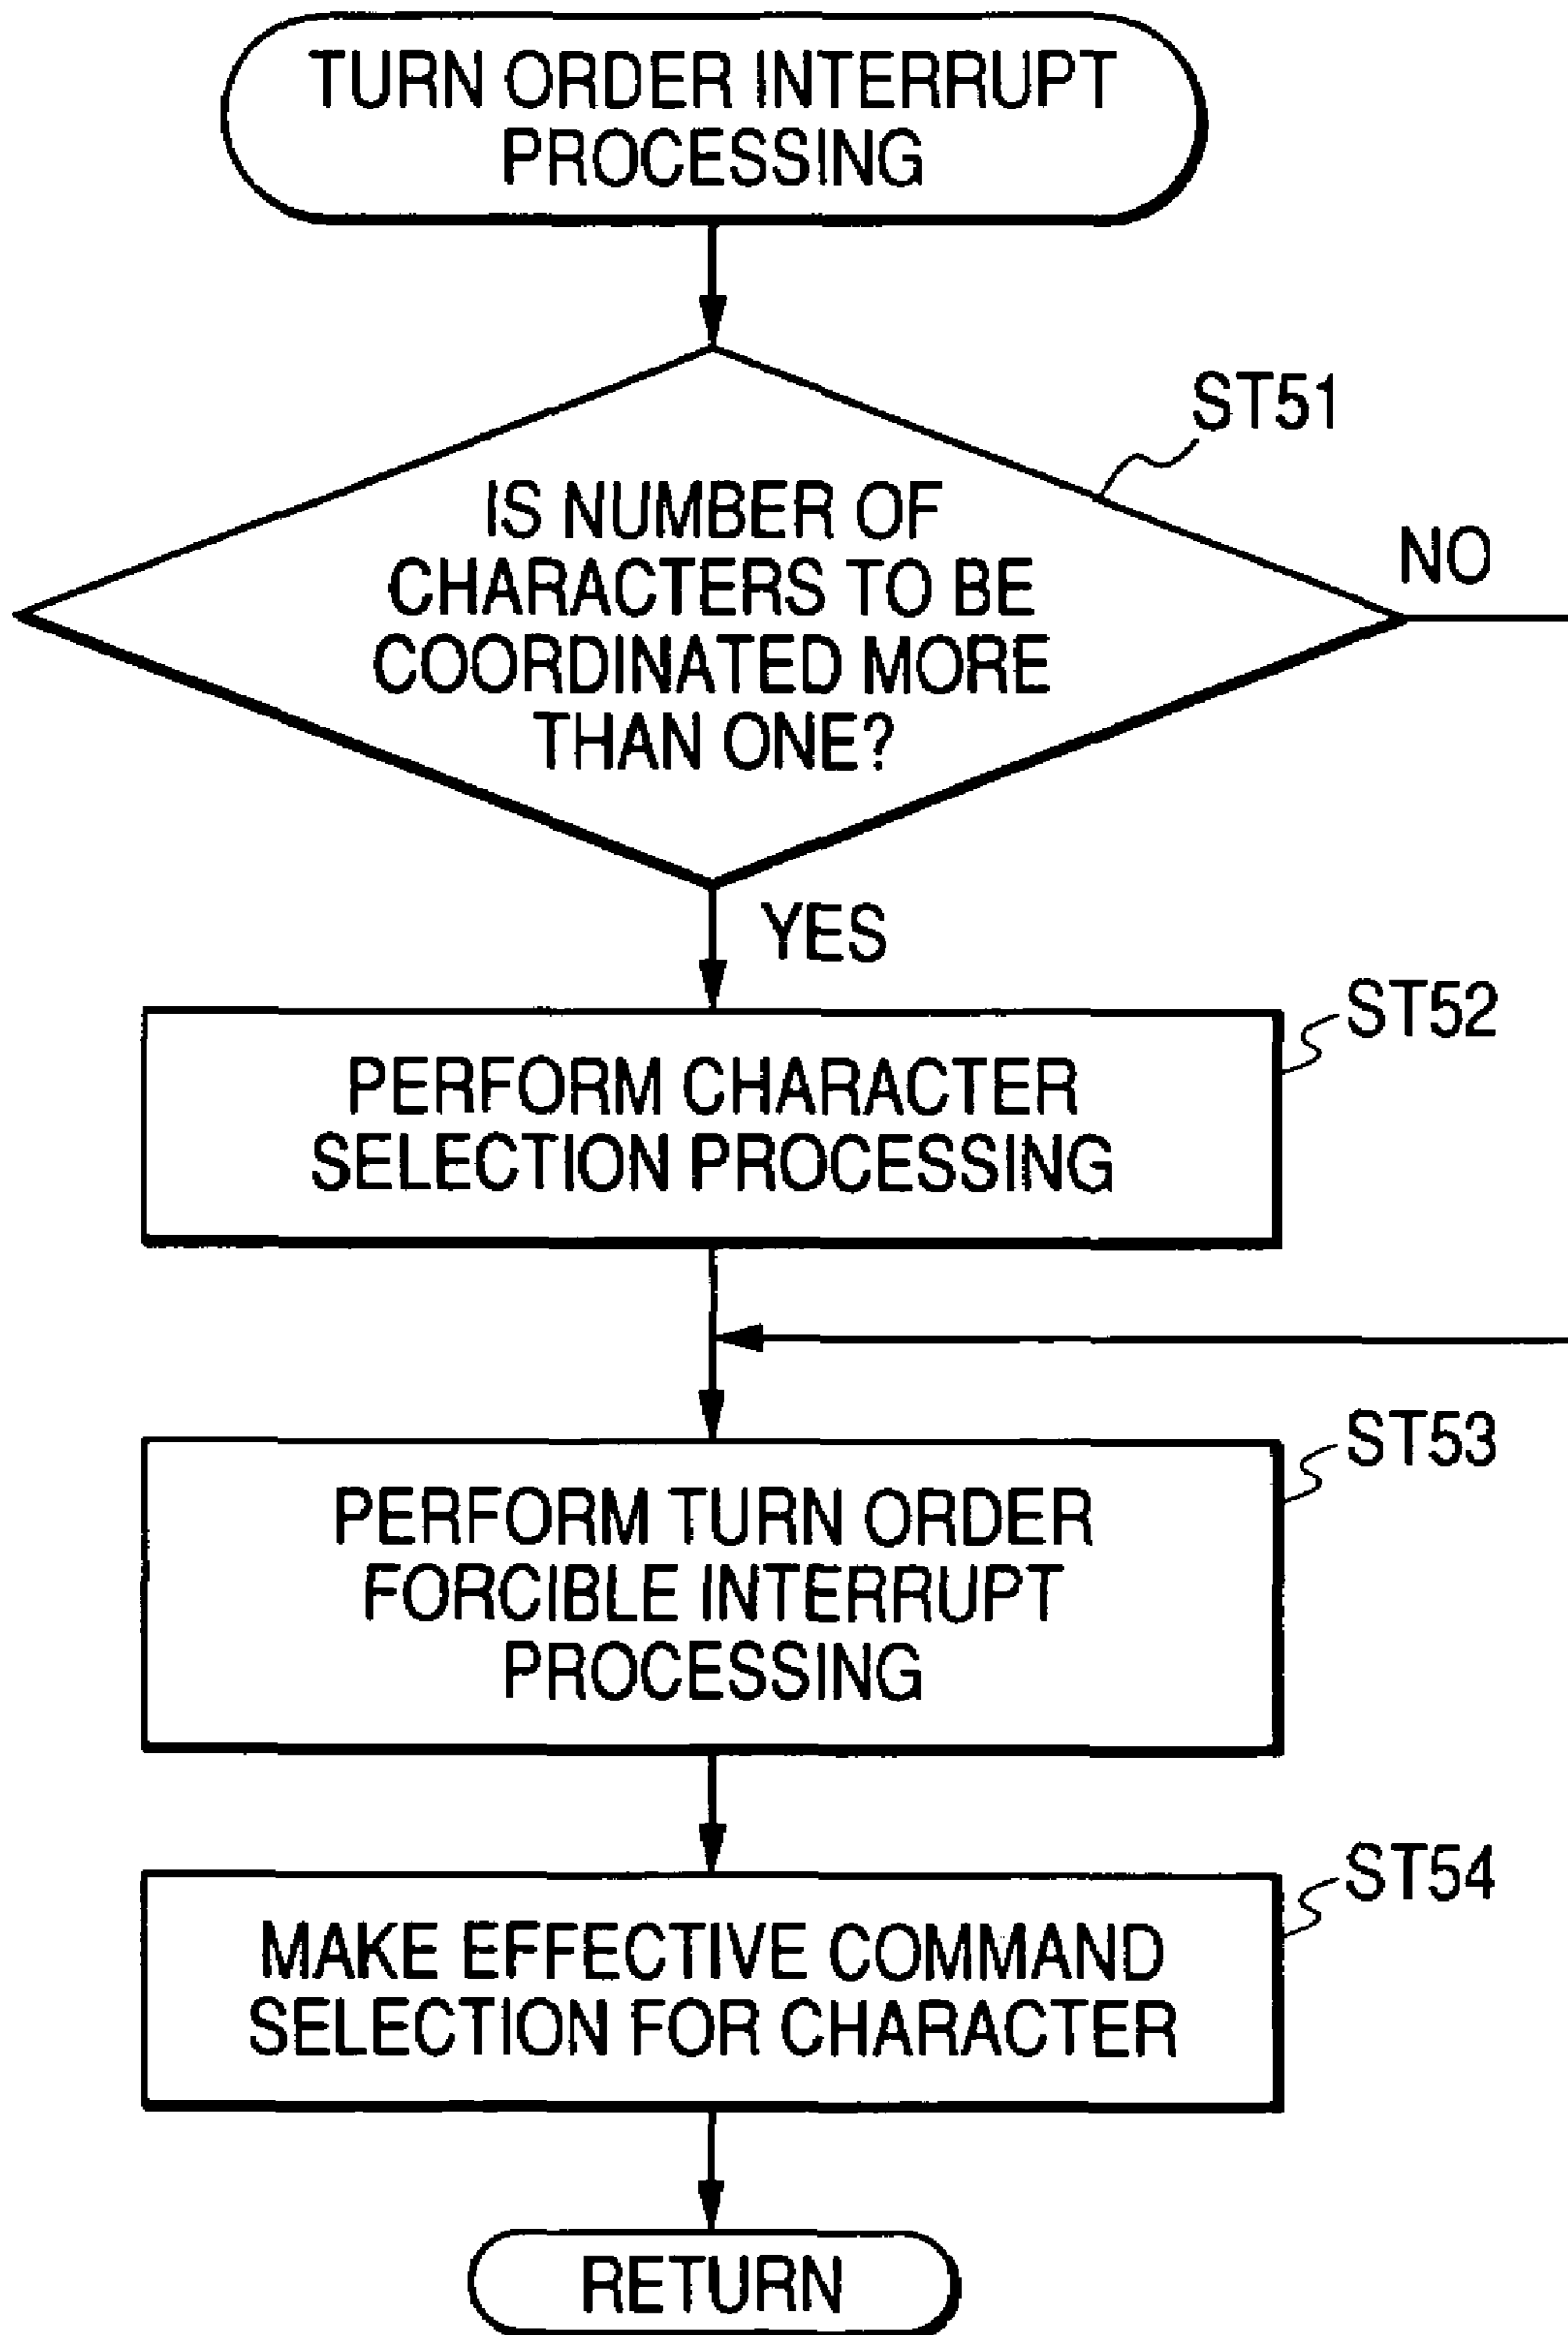 TURN ORDER INTERRUPT
PROCESSING
ST51
IS NUMBER OF
CHARACTERS TO BE
COORDINATED MORE
THAN ONE?
NO
YES
ST52
PERFORM CHARACTER
SELECTION PROCESSING
ST53
PERFORM TURN ORDER
FORCIBLE INTERRUPT
PROCESSING
ST54
MAKE EFFECTIVE COMMAND
SELECTION FOR CHARACTER
RETURN